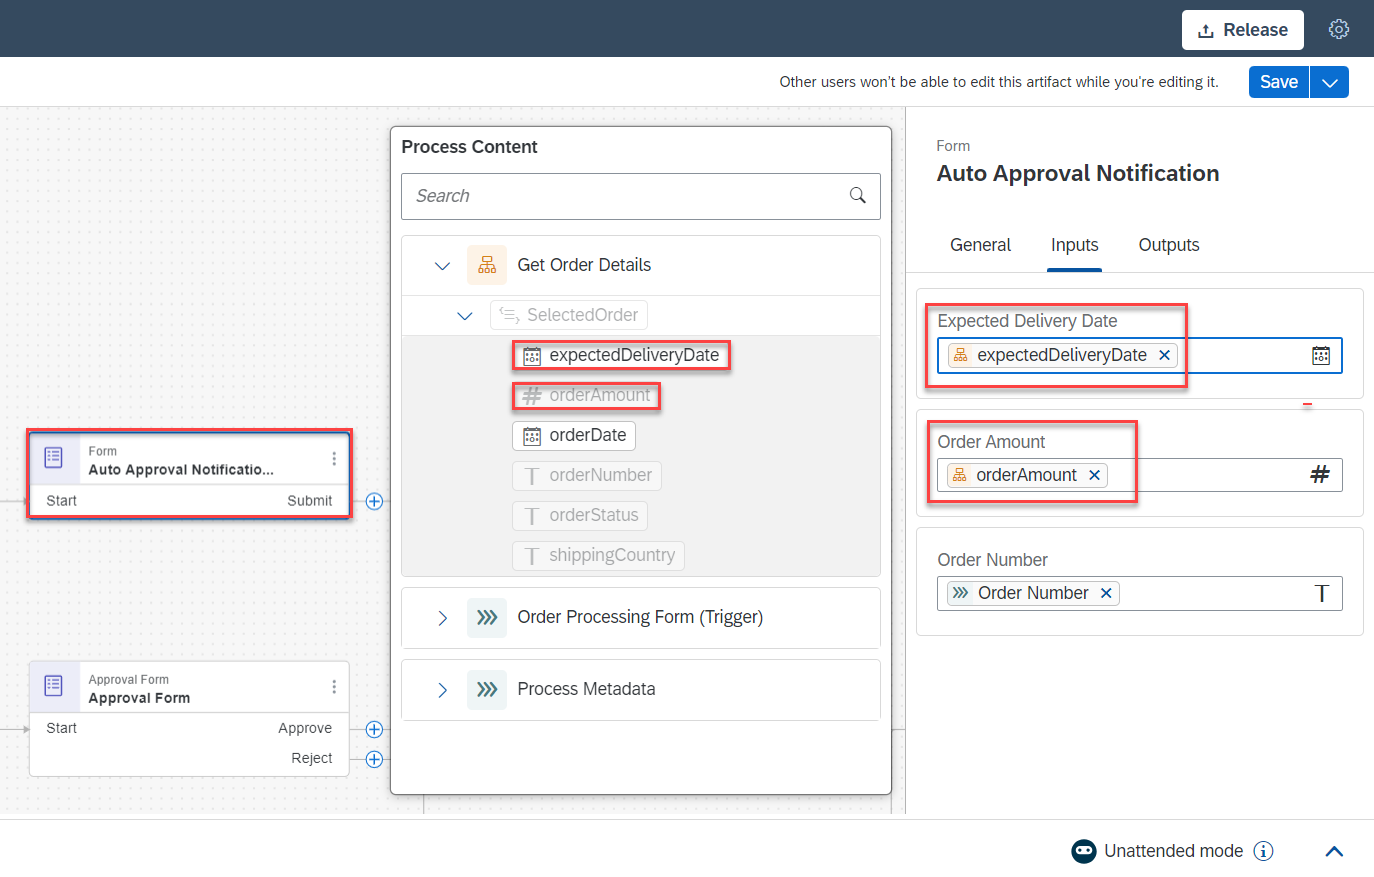 Release
Other users won't be able to edit this artifact while you're editing it.
Save
Process Content
Search
Get Order Details
SelectedOrder
expectedDeliveryDate
orderAmount
orderDate
orderNumber
orderStatus
shippingCountry
Order Processing Form (Trigger)
Process Metadata
Form
Auto Approval Notificatio...
Start
Submit
Approval Form
Approval Form
Start
Approve
Reject
Form
Auto Approval Notification
General
Inputs
Outputs
Expected Delivery Date
expectedDeliveryDate
Order Amount
orderAmount
Order Number
Order Number
Unattended mode